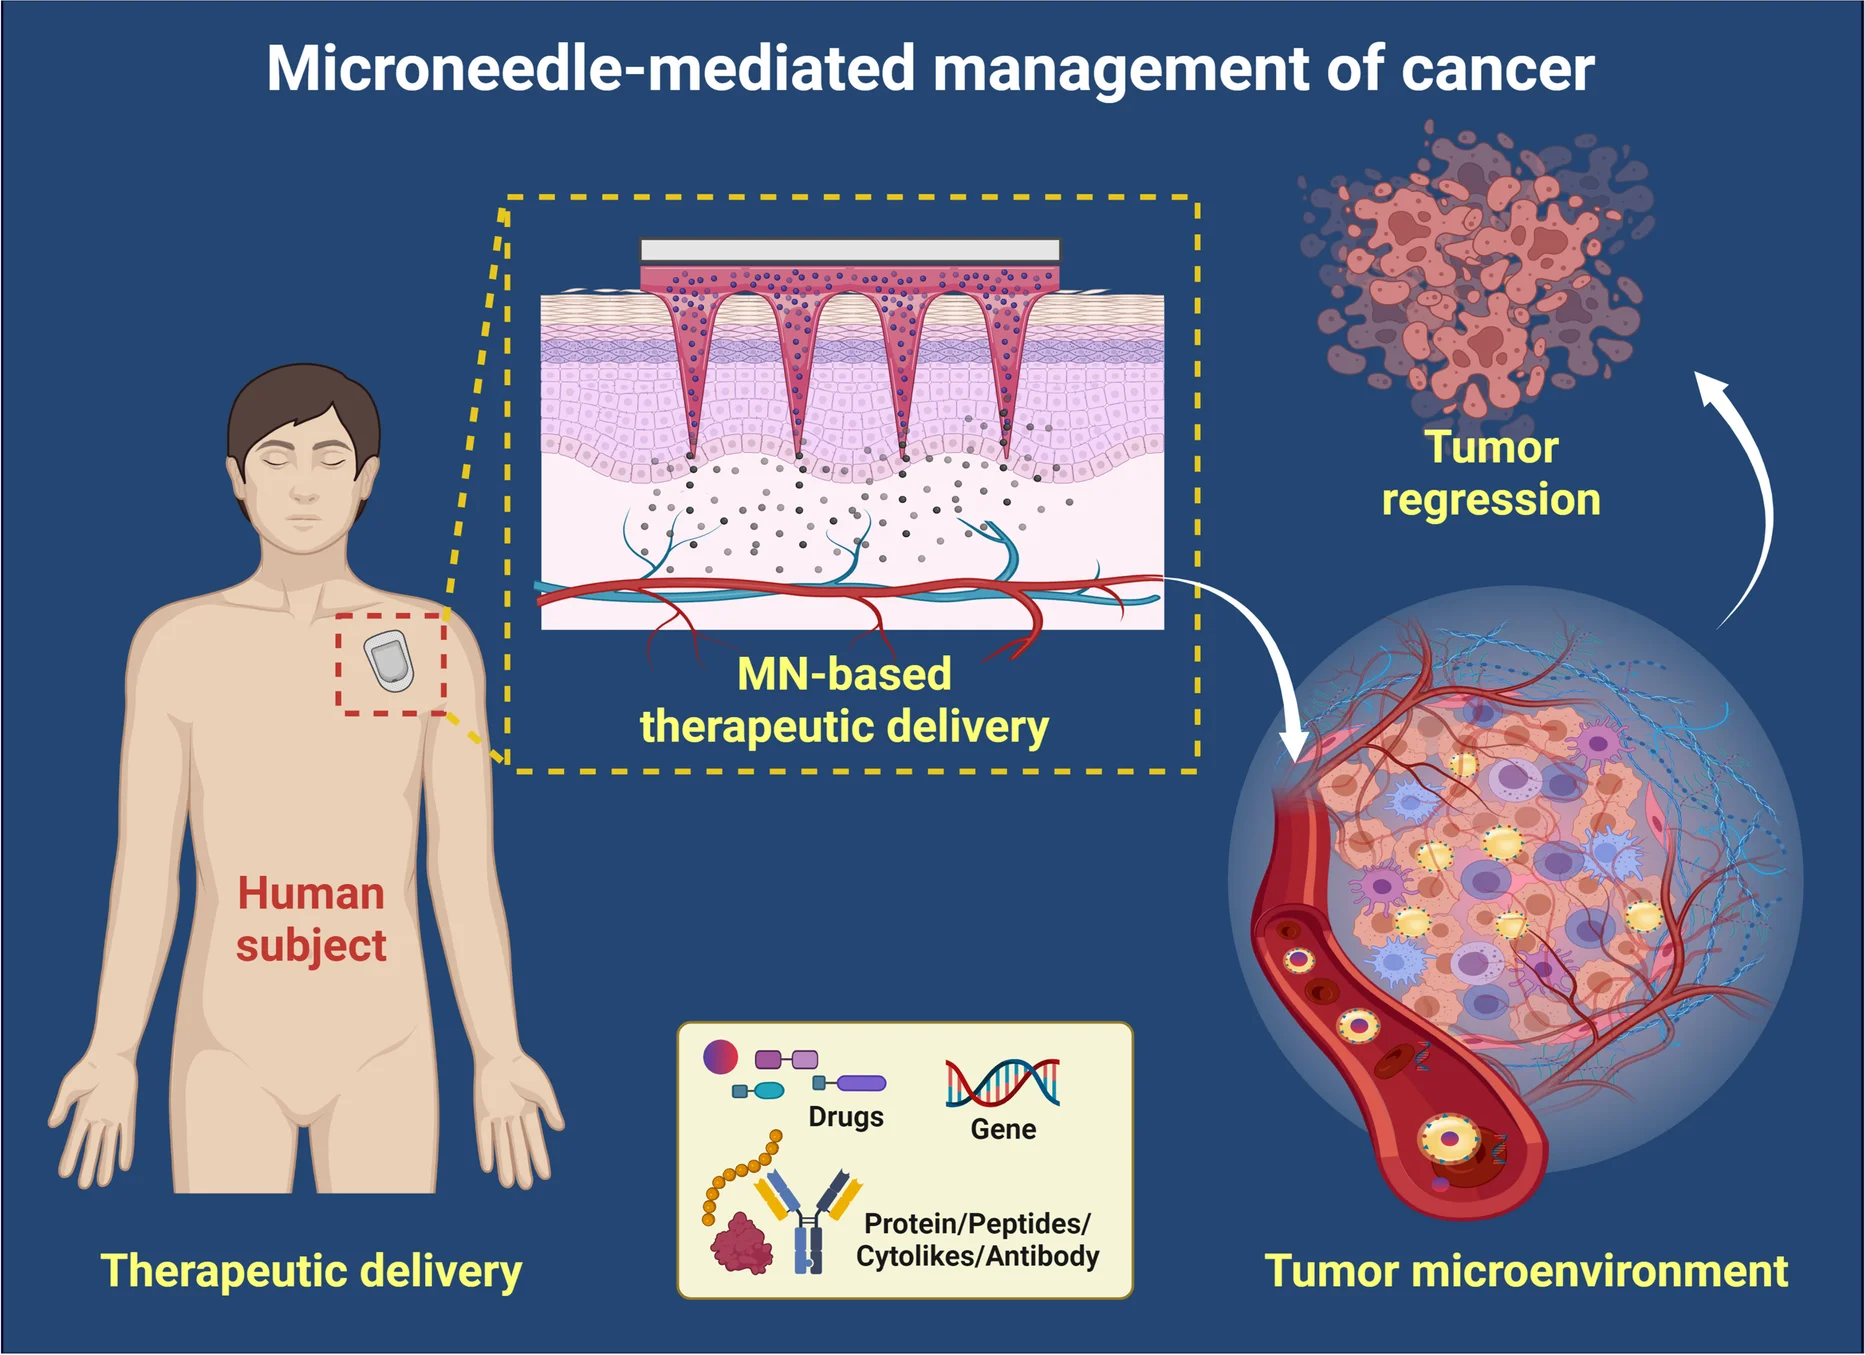 Microneedle-mediated management of cancer
Tumor
regression
MN-based
therapeutic delivery
Human
subject
Drugs
Gene
Protein/Peptides/
Cytolikes/Antibody
Therapeutic delivery
Tumor microenvironment